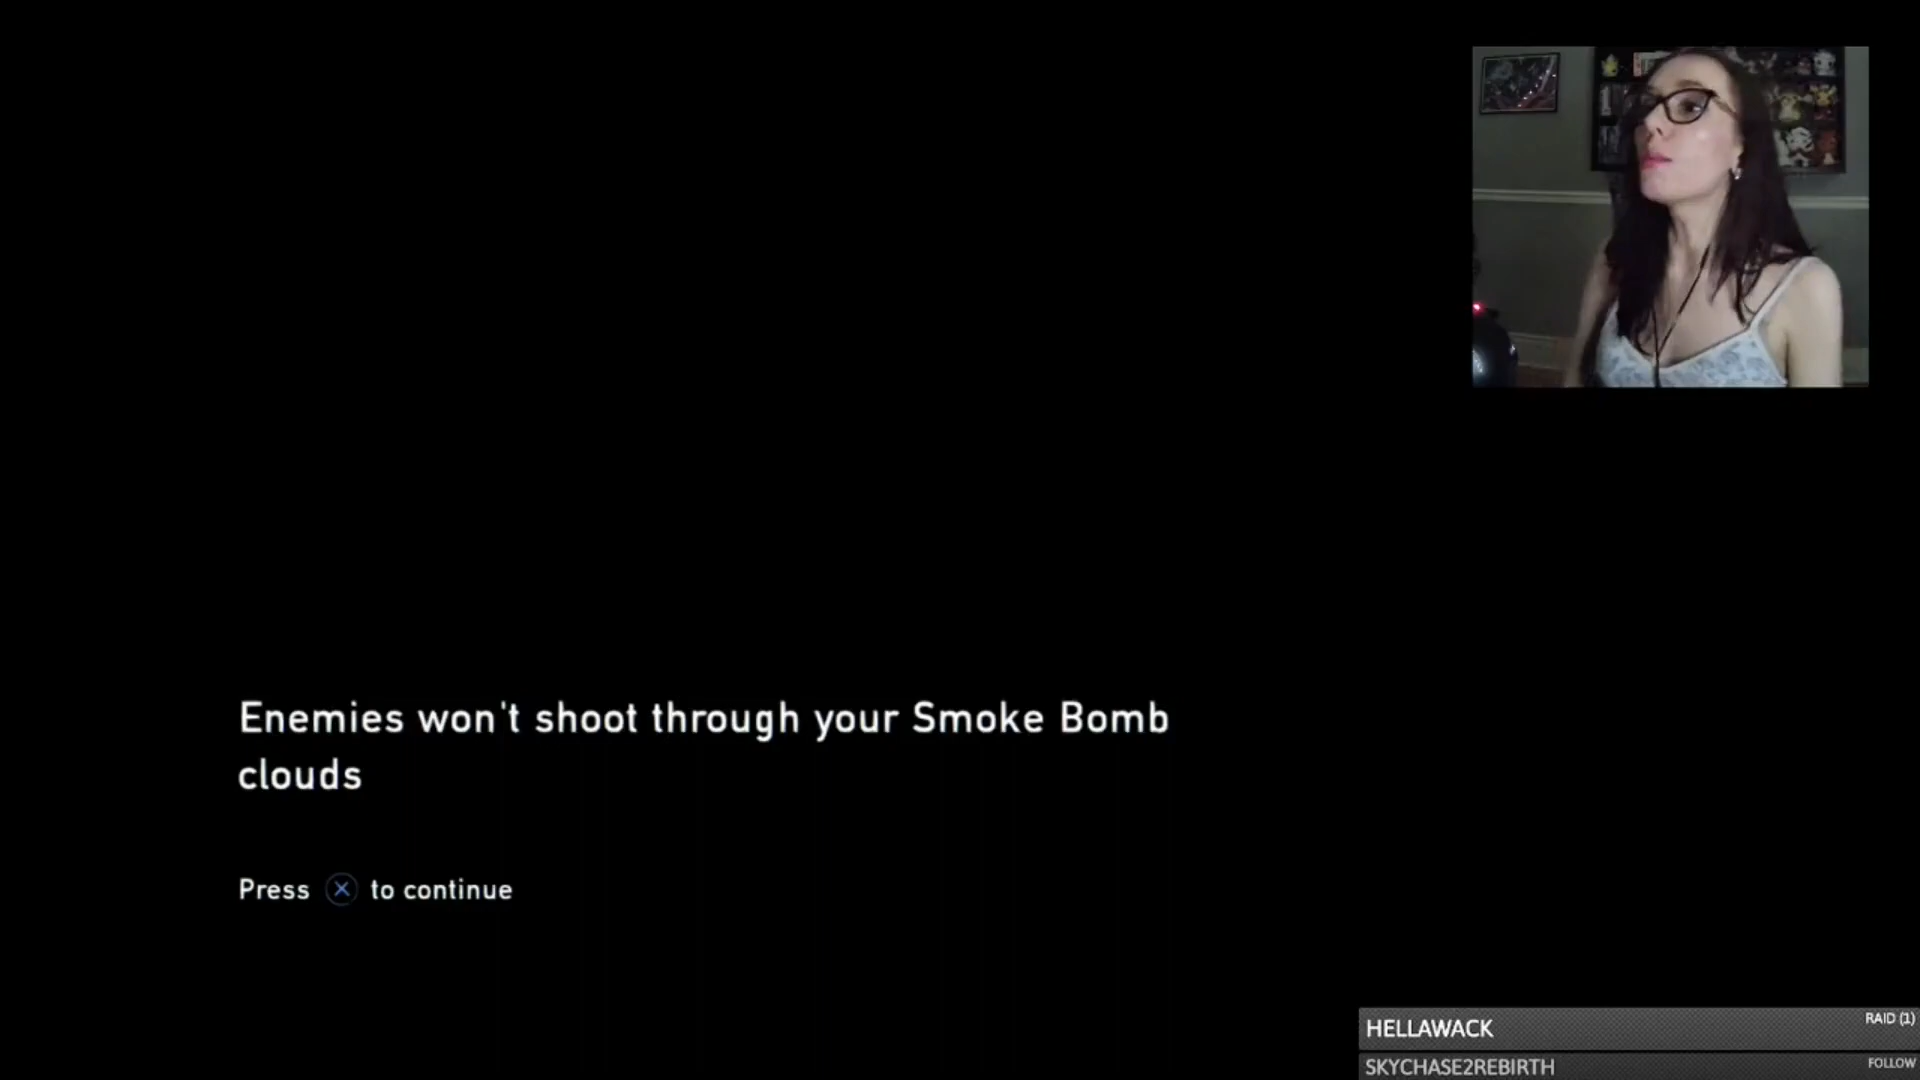 Enemies won't shoot through your Smoke Bomb
clouds
Press ⓧ to continue
HELLAWACK RAID (1)
SKYCHASE2REBIRTH FOLLOW